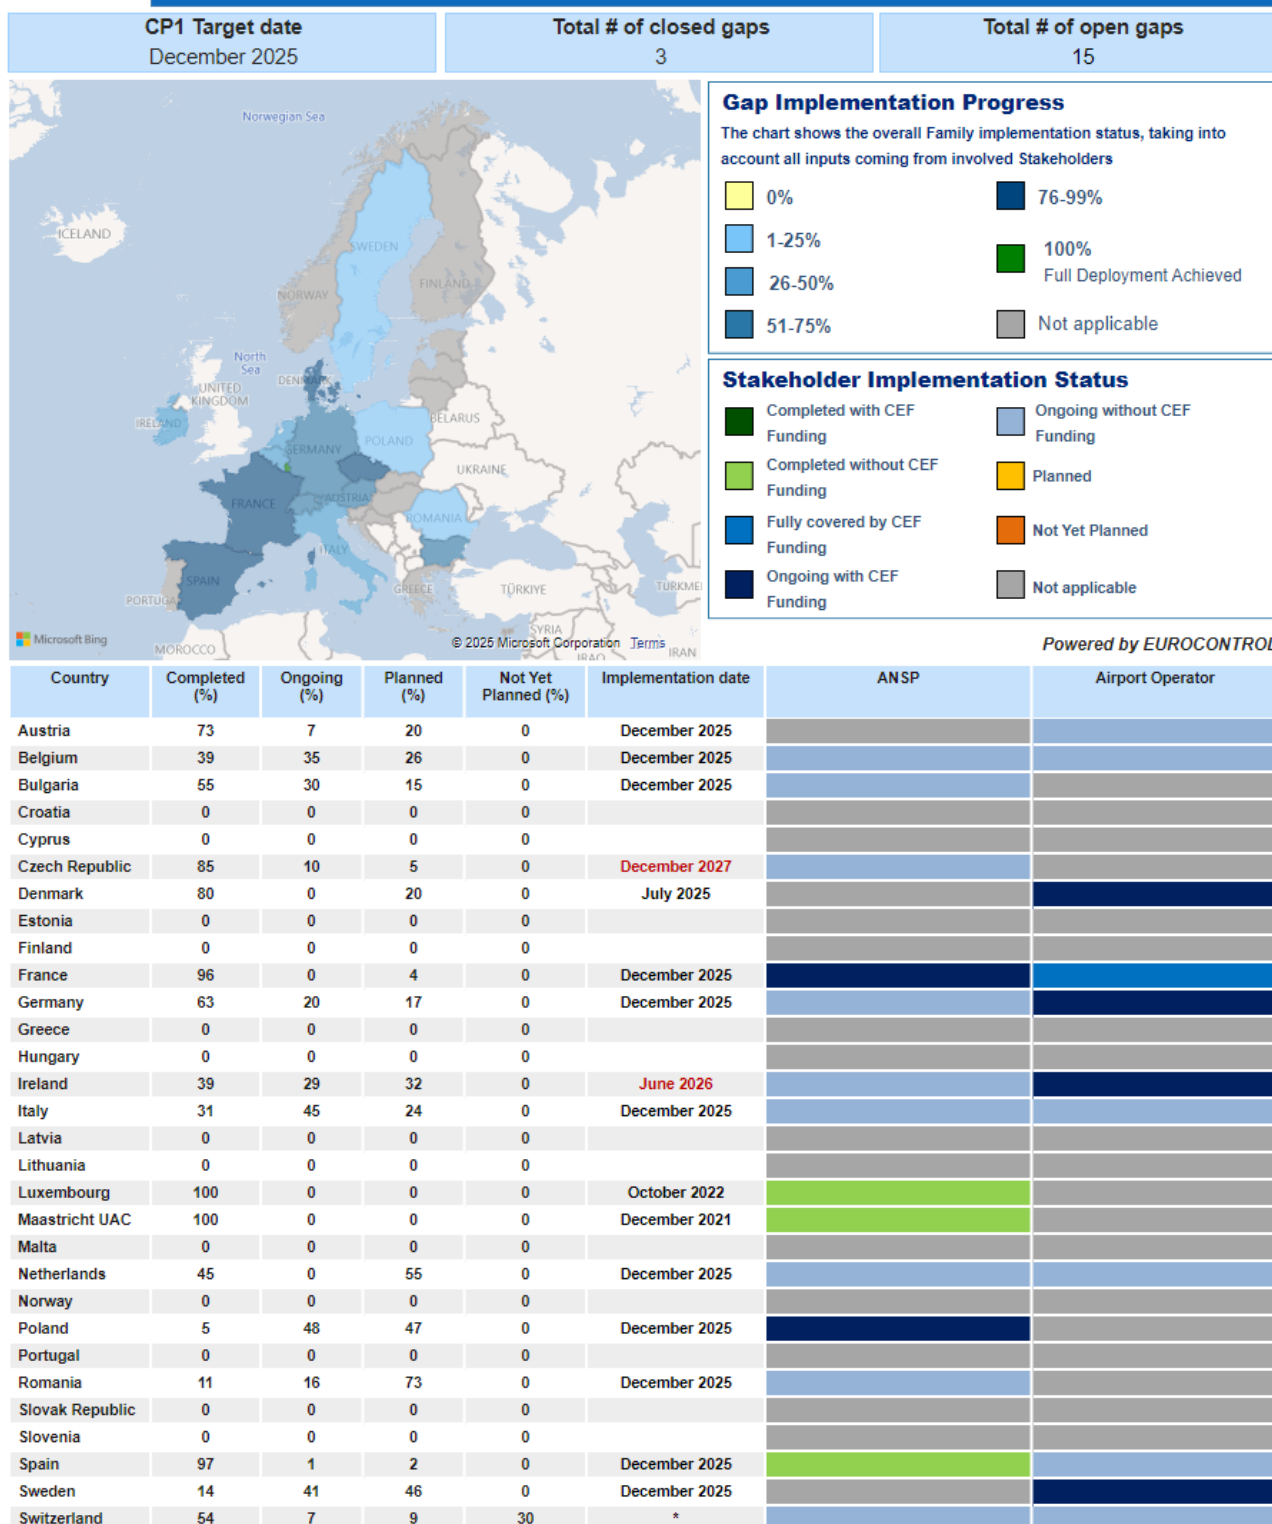 CP1 Target date
December 2025
Total # of closed gaps
3
Total # of open gaps
15
Norwegian Sea
ICELAND
SWEDEN
FINLAND
NORWAY
North
Sea
DENMARK
UNITED
KINGDOM
IRELAND
BELARUS
POLAND
GERMANY
UKRAINE
AUSTRIA
FRANCE
ROMANIA
ITALY
SPAIN
PORTUGA
GREECE
TÜRKIYE
TURKME
SYRIA
IRAQ
IRAN
MOROCCO
Microsoft Bing
© 2025 Microsoft Corporation Terms
Gap Implementation Progress
The chart shows the overall Family implementation status, taking into
account all inputs coming from involved Stakeholders
0%
1-25%
26-50%
51-75%
76-99%
100%
Full Deployment Achieved
Not applicable
Stakeholder Implementation Status
Completed with CEF
Funding
Completed without CEF
Funding
Fully covered by CEF
Funding
Ongoing with CEF
Funding
Ongoing without CEF
Funding
Planned
Not Yet Planned
Not applicable
Powered by EUROCONTROL
Country Completed (%) Ongoing (%) Planned (%) Not Yet Planned (%) Implementation date ANSP Airport Operator
Austria 73 7 20 0 December 2025
Belgium 39 35 26 0 December 2025
Bulgaria 55 30 15 0 December 2025
Croatia 0 0 0 0
Cyprus 0 0 0 0
Czech Republic 85 10 5 0 December 2027
Denmark 80 0 20 0 July 2025
Estonia 0 0 0 0
Finland 0 0 0 0
France 96 0 4 0 December 2025
Germany 63 20 17 0 December 2025
Greece 0 0 0 0
Hungary 0 0 0 0
Ireland 39 29 32 0 June 2026
Italy 31 45 24 0 December 2025
Latvia 0 0 0 0
Lithuania 0 0 0 0
Luxembourg 100 0 0 0 October 2022
Maastricht UAC 100 0 0 0 December 2021
Malta 0 0 0 0
Netherlands 45 0 55 0 December 2025
Norway 0 0 0 0
Poland 5 48 47 0 December 2025
Portugal 0 0 0 0
Romania 11 16 73 0 December 2025
Slovak Republic 0 0 0 0
Slovenia 0 0 0 0
Spain 97 1 2 0 December 2025
Sweden 14 41 46 0 December 2025
Switzerland 54 7 9 30 *